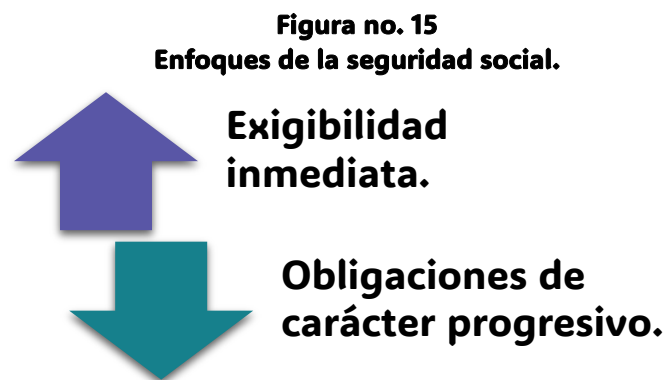 Figura no. 15
Enfoques de la seguridad social.
Exigibilidad
inmediata.
Obligaciones de
carácter progresivo.